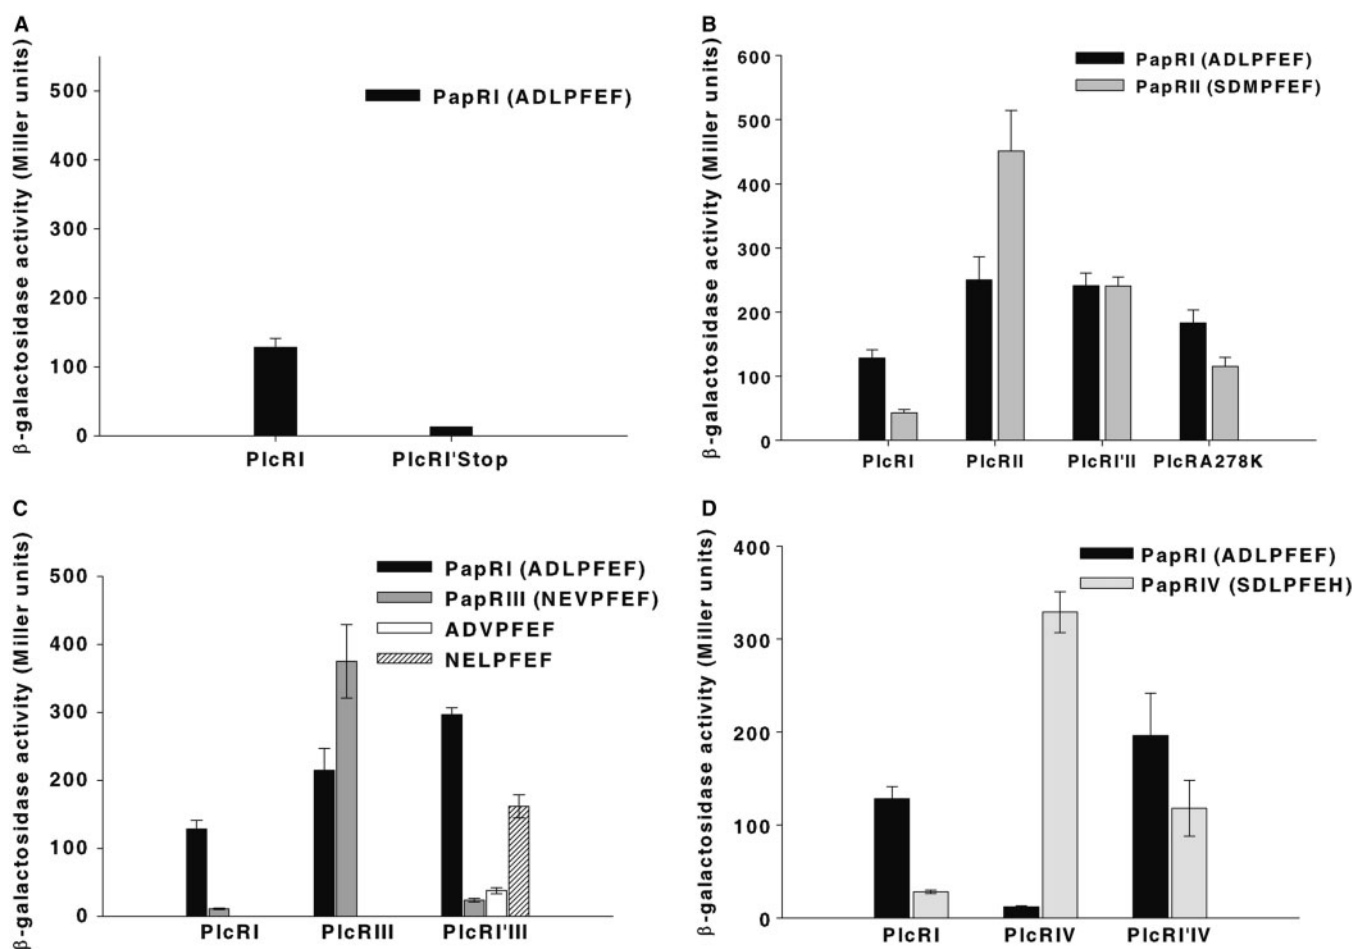 A
β-galactosidase activity (Miller units)
500
400
300
200
100
0
PapRI (ADLPFEF)
PlcRI
PlcRI'Stop
B
β-galactosidase activity (Miller units)
600
500
400
300
200
100
0
PapRI (ADLPFEF)
PapRII (SDMPFEF)
PlcRI
PlcRII
PlcRI'II
PlcRA278K
C
β-galactosidase activity (Miller units)
500
400
300
200
100
0
PapRI (ADLPFEF)
PapRIII (NEVPFEF)
ADVPFEF
NELPFEF
PlcRI
PlcRIII
PlcRI'III
D
β-galactosidase activity (Miller units)
400
300
200
100
0
PapRI (ADLPFEF)
PapRIV (SDLPFEH)
PlcRI
PlcRIV
PlcRI'IV